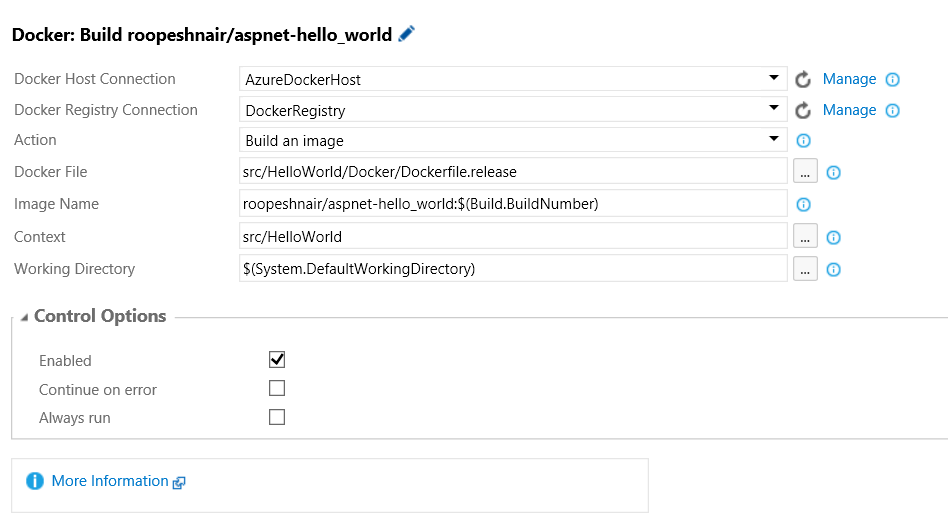 Docker: Build roopeshnair/aspnet-hello_world
Docker Host Connection AzureDockerHost Manage
Docker Registry Connection DockerRegistry Manage
Action Build an image
Docker File src/HelloWorld/Docker/Dockerfile.release ...
Image Name roopeshnair/aspnet-hello_world:$(Build.BuildNumber)
Context src/HelloWorld ...
Working Directory $(System.DefaultWorkingDirectory) ...
Control Options
Enabled
Continue on error
Always run
More Information